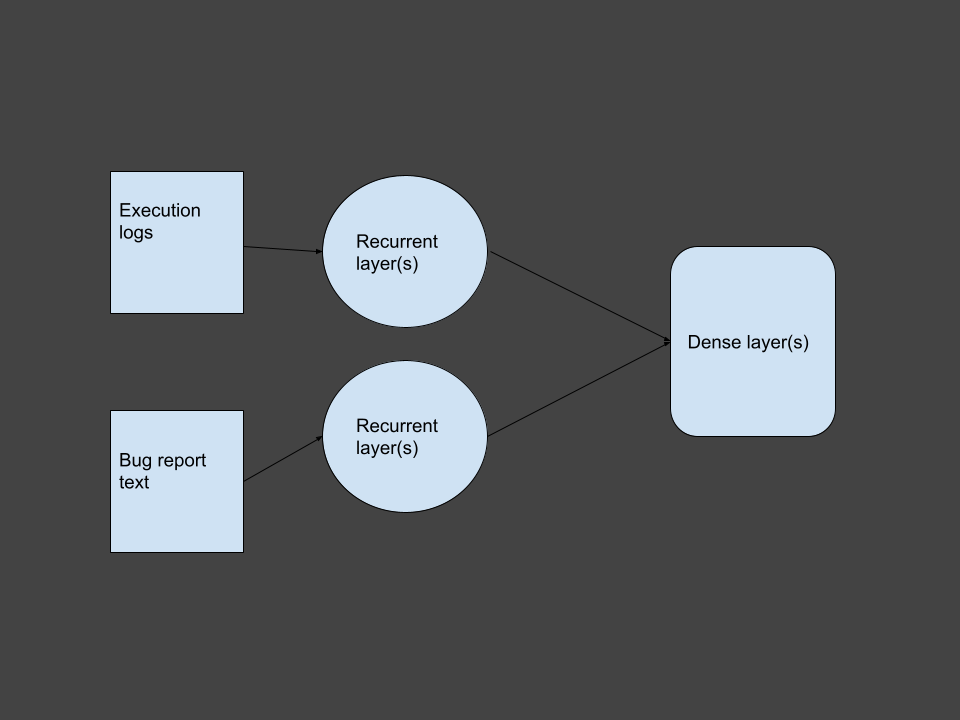 Execution
logs
Recurrent
layer(s)
Dense layer(s)
Bug report
text
Recurrent
layer(s)